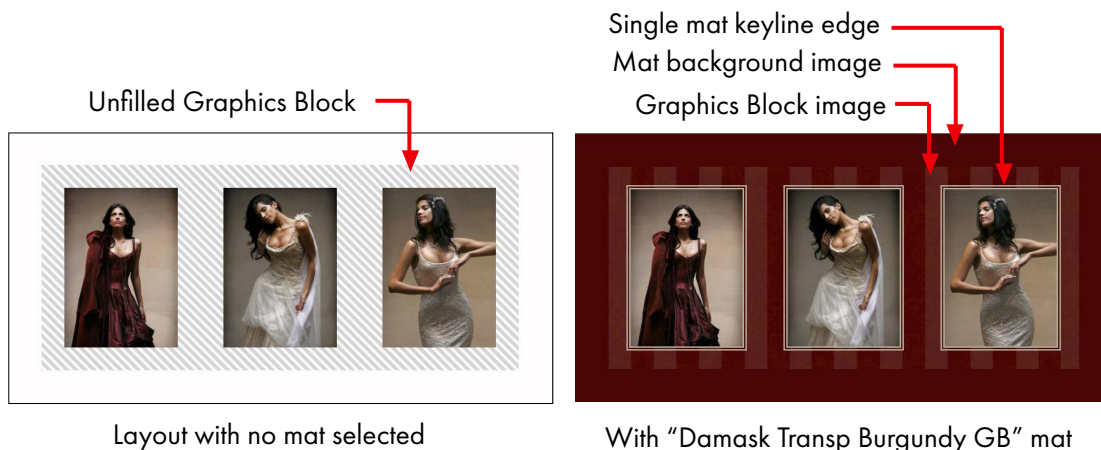 Single mat keyline edge
Mat background image
Unfilled Graphics Block
Graphics Block image
Layout with no mat selected
With “Damask Transp Burgundy GB” mat